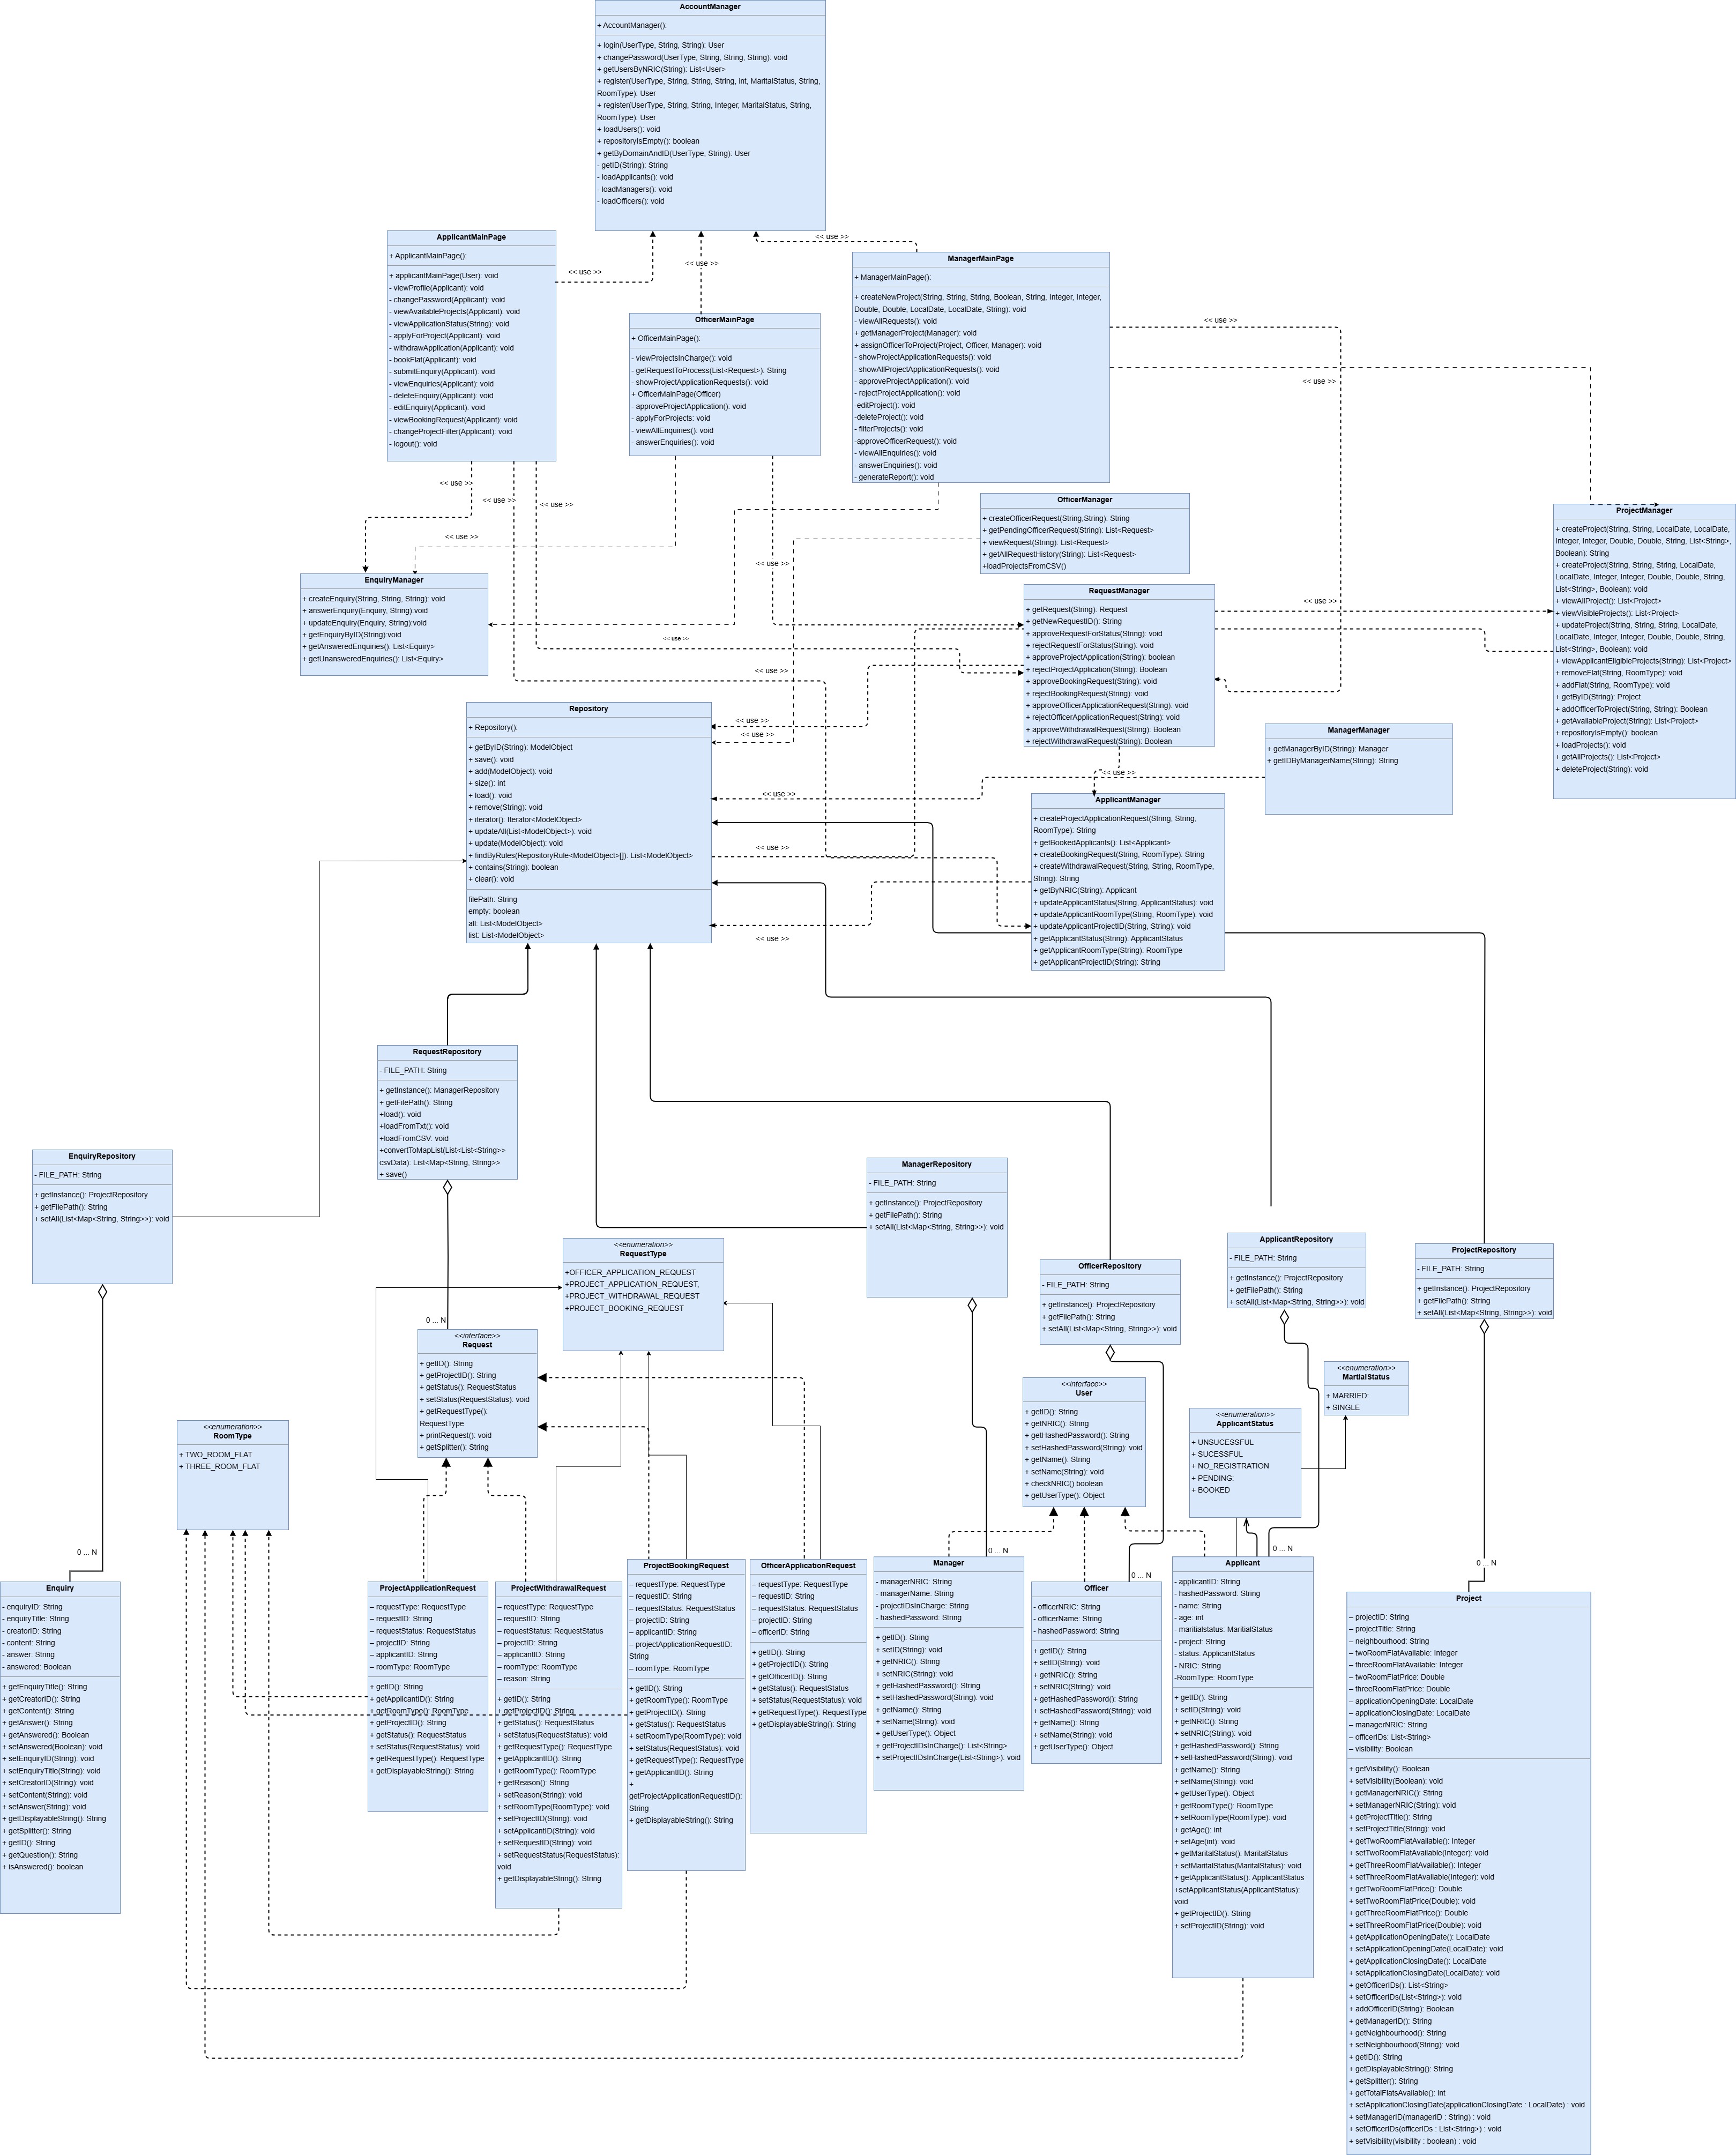 AccountManager
+ AccountManager():
+ login(UserType, String, String): User
+ changePassword(UserType, String, String, String): void
+ getUsersByNRIC(String): List<User>
+ register(UserType, String, String, String, int, MaritalStatus, String,
RoomType): User
+ register(UserType, String, String, Integer, MaritalStatus, String,
RoomType): User
+ loadUsers(): void
+ repositoryIsEmpty(): boolean
+ getByDomainAndID(UserType, String): User
- getID(String): String
- loadApplicants(): void
- loadManagers(): void
- loadOfficers(): void
ApplicantMainPage
+ ApplicantMainPage():
+ applicantMainPage(User): void
- viewProfile(Applicant): void
- changePassword(Applicant): void
- viewAvailableProjects(Applicant): void
- viewApplicationStatus(String): void
- applyForProject(Applicant): void
- withdrawApplication(Applicant): void
- bookFlat(Applicant): void
- submitEnquiry(Applicant): void
- viewEnquiries(Applicant): void
- deleteEnquiry(Applicant): void
- editEnquiry(Applicant): void
- viewBookingRequest(Applicant): void
- changeProjectFilter(Applicant): void
- logout(): void
<< use >>
<< use >>
<< use >>
OfficerMainPage
+ OfficerMainPage():
- viewProjectsInCharge(): void
- getRequestToProcess(List<Request>): String
- showProjectApplicationRequests(): void
+ OfficerMainPage(Officer)
- approveProjectApplication(): void
- applyForProjects: void
- viewAllEnquiries(): void
- answerEnquiries(): void
ManagerMainPage
+ ManagerMainPage():
+ createNewProject(String, String, String, Boolean, String, Integer, Integer,
Double, Double, LocalDate, LocalDate, String): void
- viewAllRequests(): void
+ getManagerProject(Manager): void
+ assignOfficerToProject(Project, Officer, Manager): void
- showProjectApplicationRequests(): void
- showAllProjectApplicationRequests(): void
- approveProjectApplication(): void
- rejectProjectApplication(): void
-editProject(): void
-deleteProject(): void
- filterProjects(): void
-approveOfficerRequest(): void
- viewAllEnquiries(): void
- answerEnquiries(): void
- generateReport(): void
<< use >>
<< use >>
<< use >>
<< use >>
<< use >>
<< use >>
OfficerManager
+ createOfficerRequest(String,String): String
+ getPendingOfficerRequest(String): List<Request>
+ viewRequest(String): List<Request>
+ getAllRequestHistory(String): List<Request>
+loadProjectsFromCSV()
ProjectManager
+ createProject(String, String, LocalDate, LocalDate,
Integer, Integer, Double, Double, String, List<String>,
Boolean): String
+ createProject(String, String, String, LocalDate,
LocalDate, Integer, Integer, Double, Double, String,
List<String>, Boolean): void
+ viewAllProject(): List<Project>
+ viewVisibleProjects(): List<Project>
+ updateProject(String, String, String, LocalDate,
LocalDate, Integer, Integer, Double, Double, String,
List<String>, Boolean): void
+ viewApplicantEligibleProjects(String): List<Project>
+ removeFlat(String, RoomType): void
+ addFlat(String, RoomType): void
+ getByID(String): Project
+ addOfficerToProject(String, String): Boolean
+ getAvailableProject(String): List<Project>
+ repositoryIsEmpty(): boolean
+ loadProjects(): void
+ getAllProjects(): List<Project>
+ deleteProject(String): void
EnquiryManager
+ createEnquiry(String, String, String): void
+ answerEnquiry(Enquiry, String):void
+ updateEnquiry(Enquiry, String):void
+ getEnquiryByID(String):void
+ getAnsweredEnquiries(): List<Equiry>
+ getUnansweredEnquiries(): List<Equiry>
<< use >>
<< use >>
<< use >>
<< use >>
RequestManager
+ getRequest(String): Request
+ getNewRequestID(): String
+ approveRequestForStatus(String): void
+ rejectRequestForStatus(String): void
+ approveProjectApplication(String): boolean
+ rejectProjectApplication(String): Boolean
+ approveBookingRequest(String): void
+ rejectBookingRequest(String): void
+ approveOfficerApplicationRequest(String): void
+ rejectOfficerApplicationRequest(String): void
+ approveWithdrawalRequest(String): Boolean
+ rejectWithdrawalRequest(String): Boolean
Repository
+ Repository():
+ getByID(String): ModelObject
+ save(): void
+ add(ModelObject): void
+ size(): int
+ load(): void
+ remove(String): void
+ iterator(): Iterator<ModelObject>
+ updateAll(List<ModelObject>): void
+ update(ModelObject): void
+ findByRules(RepositoryRule<ModelObject>[]): List<ModelObject>
+ contains(String): boolean
+ clear(): void
filePath: String
empty: boolean
all: List<ModelObject>
list: List<ModelObject>
<< use >>
<< use >>
<< use >>
<< use >>
<< use >>
<< use >>
ManagerManager
+ getManagerByID(String): Manager
+ getIDByManagerName(String): String
ApplicantManager
+ createProjectApplicationRequest(String, String,
RoomType): String
+ getBookedApplicants(): List<Applicant>
+ createBookingRequest(String, RoomType): String
+ createWithdrawalRequest(String, String, RoomType,
String): String
+ getByNRIC(String): Applicant
+ updateApplicantStatus(String, ApplicantStatus): void
+ updateApplicantRoomType(String, RoomType): void
+ updateApplicantProjectID(String, String): void
+ getApplicantStatus(String): ApplicantStatus
+ getApplicantRoomType(String): RoomType
+ getApplicantProjectID(String): String
RequestRepository
- FILE_PATH: String
+ getInstance(): ManagerRepository
+ getFilePath(): String
+load(): void
+loadFromTxt(): void
+loadFromCSV: void
+convertToMapList(List<List<String>>
csvData): List<Map<String, String>>
+ save()
EnquiryRepository
- FILE_PATH: String
+ getInstance(): ProjectRepository
+ getFilePath(): String
+ setAll(List<Map<String, String>>): void
ManagerRepository
- FILE_PATH: String
+ getInstance(): ProjectRepository
+ getFilePath(): String
+ setAll(List<Map<String, String>>): void
<<enumeration>>
RequestType
+OFFICER_APPLICATION_REQUEST
+PROJECT_APPLICATION_REQUEST,
+PROJECT_WITHDRAWAL_REQUEST
+PROJECT_BOOKING_REQUEST
OfficerRepository
- FILE_PATH: String
+ getInstance(): ProjectRepository
+ getFilePath(): String
+ setAll(List<Map<String, String>>): void
ApplicantRepository
- FILE_PATH: String
+ getInstance(): ProjectRepository
+ getFilePath(): String
+ setAll(List<Map<String, String>>): void
ProjectRepository
- FILE_PATH: String
+ getInstance(): ProjectRepository
+ getFilePath(): String
+ setAll(List<Map<String, String>>): void
0 ... N
<<interface>>
Request
+ getID(): String
+ getProjectID(): String
+ getStatus(): RequestStatus
+ setStatus(RequestStatus): void
+ getRequestType():
RequestType
+ printRequest(): void
+ getSplitter(): String
<<enumeration>>
RoomType
+ TWO_ROOM_FLAT
+ THREE_ROOM_FLAT
<<interface>>
User
+ getID(): String
+ getNRIC(): String
+ getHashedPassword(): String
+ setHashedPassword(String): void
+ getName(): String
+ setName(String): void
+ checkNRIC() boolean
+ getUserType(): Object
<<enumeration>>
MartialStatus
+ MARRIED:
+ SINGLE
<<enumeration>>
ApplicantStatus
+ UNSUCESSFUL
+ SUCESSFUL
+ NO_REGISTRATION
+ PENDING:
+ BOOKED
0 ... N
0 ... N
0 ... N
0 ... N
0 ... N
Enquiry
- enquiryID: String
- enquiryTitle: String
- creatorID: String
- content: String
- answer: String
- answered: Boolean
+ getEnquiryTitle(): String
+ getCreatorID(): String
+ getContent(): String
+ getAnswer(): String
+ getAnswered(): Boolean
+ setAnswered(Boolean): void
+ setEnquiryID(String): void
+ setEnquiryTitle(String): void
+ setCreatorID(String): void
+ setContent(String): void
+ setAnswer(String): void
+ getDisplayableString(): String
+ getSplitter(): String
+ getID(): String
+ getQuestion(): String
+ isAnswered(): boolean
ProjectApplicationRequest
– requestType: RequestType
– requestID: String
– requestStatus: RequestStatus
– projectID: String
– applicantID: String
– roomType: RoomType
+ getID(): String
+ getApplicantID(): String
+ getRoomType(): RoomType
+ getProjectID(): String
+ getStatus(): RequestStatus
+ setStatus(RequestStatus): void
+ getRequestType(): RequestType
+ getDisplayableString(): String
ProjectWithdrawalRequest
– requestType: RequestType
– requestID: String
– requestStatus: RequestStatus
– projectID: String
– applicantID: String
– roomType: RoomType
– reason: String
+ getID(): String
+ getProjectID(): String
+ getStatus(): RequestStatus
+ setStatus(RequestStatus): void
+ getRequestType(): RequestType
+ getApplicantID(): String
+ getRoomType(): RoomType
+ getReason(): String
+ setReason(String): void
+ setRoomType(RoomType): void
+ setProjectID(String): void
+ setApplicantID(String): void
+ setRequestID(String): void
+ setRequestStatus(RequestStatus):
void
+ getDisplayableString(): String
ProjectBookingRequest
– requestType: RequestType
– requestID: String
– requestStatus: RequestStatus
– projectID: String
– applicantID: String
– projectApplicationRequestID:
String
– roomType: RoomType
+ getID(): String
+ getRoomType(): RoomType
+ getProjectID(): String
+ getStatus(): RequestStatus
+ setRoomType(RoomType): void
+ setStatus(RequestStatus): void
+ getRequestType(): RequestType
+ getApplicantID(): String
+
getProjectApplicationRequestID():
String
+ getDisplayableString(): String
OfficerApplicationRequest
– requestType: RequestType
– requestID: String
– requestStatus: RequestStatus
– projectID: String
– officerID: String
+ getID(): String
+ getProjectID(): String
+ getOfficerID(): String
+ getStatus(): RequestStatus
+ setStatus(RequestStatus): void
+ getRequestType(): RequestType
+ getDisplayableString(): String
Manager
- managerNRIC: String
- managerName: String
- projectIDsInCharge: String
- hashedPassword: String
+ getID(): String
+ setID(String): void
+ getNRIC(): String
+ setNRIC(String): void
+ getHashedPassword(): String
+ setHashedPassword(String): void
+ getName(): String
+ setName(String): void
+ getUserType(): Object
+ getProjectIDsInCharge(): List<String>
+ setProjectIDsInCharge(List<String>): void
Officer
- officerNRIC: String
- officerName: String
- hashedPassword: String
+ getID(): String
+ setID(String): void
+ getNRIC(): String
+ setNRIC(String): void
+ getHashedPassword(): String
+ setHashedPassword(String): void
+ getName(): String
+ setName(String): void
+ getUserType(): Object
Applicant
- applicantID: String
- hashedPassword: String
- name: String
- age: int
- maritialstatus: MaritialStatus
- project: String
- status: ApplicantStatus
- NRIC: String
-RoomType: RoomType
+ getID(): String
+ setID(String): void
+ getNRIC(): String
+ setNRIC(String): void
+ getHashedPassword(): String
+ setHashedPassword(String): void
+ getName(): String
+ setName(String): void
+ getUserType(): Object
+ getRoomType(): RoomType
+ setRoomType(RoomType): void
+ getAge(): int
+ setAge(int): void
+ getMaritalStatus(): MaritalStatus
+ setMaritalStatus(MaritalStatus): void
+ getApplicantStatus(): ApplicantStatus
+setApplicantStatus(ApplicantStatus):
void
+ getProjectID(): String
+ setProjectID(String): void
Project
– projectID: String
– projectTitle: String
– neighbourhood: String
– twoRoomFlatAvailable: Integer
– threeRoomFlatAvailable: Integer
– twoRoomFlatPrice: Double
– threeRoomFlatPrice: Double
– applicationOpeningDate: LocalDate
– applicationClosingDate: LocalDate
– managerNRIC: String
– officerIDs: List<String>
– visibility: Boolean
+ getVisibility(): Boolean
+ setVisibility(Boolean): void
+ getManagerNRIC(): String
+ setManagerNRIC(String): void
+ getProjectTitle(): String
+ setProjectTitle(String): void
+ getTwoRoomFlatAvailable(): Integer
+ setTwoRoomFlatAvailable(Integer): void
+ getThreeRoomFlatAvailable(): Integer
+ setThreeRoomFlatAvailable(Integer): void
+ getTwoRoomFlatPrice(): Double
+ setTwoRoomFlatPrice(Double): void
+ getThreeRoomFlatPrice(): Double
+ setThreeRoomFlatPrice(Double): void
+ getApplicationOpeningDate(): LocalDate
+ setApplicationOpeningDate(LocalDate): void
+ getApplicationClosingDate(): LocalDate
+ setApplicationClosingDate(LocalDate): void
+ getOfficerIDs(): List<String>
+ setOfficerIDs(List<String>): void
+ addOfficerID(String): Boolean
+ getManagerID(): String
+ getNeighbourhood(): String
+ setNeighbourhood(String): void
+ getID(): String
+ getDisplayableString(): String
+ getSplitter(): String
+ getTotalFlatsAvailable(): int
+ setApplicationClosingDate(applicationClosingDate : LocalDate) : void
+ setManagerID(managerID : String) : void
+ setOfficerIDs(officerIDs : List<String>) : void
+ setVisibility(visibility : boolean) : void